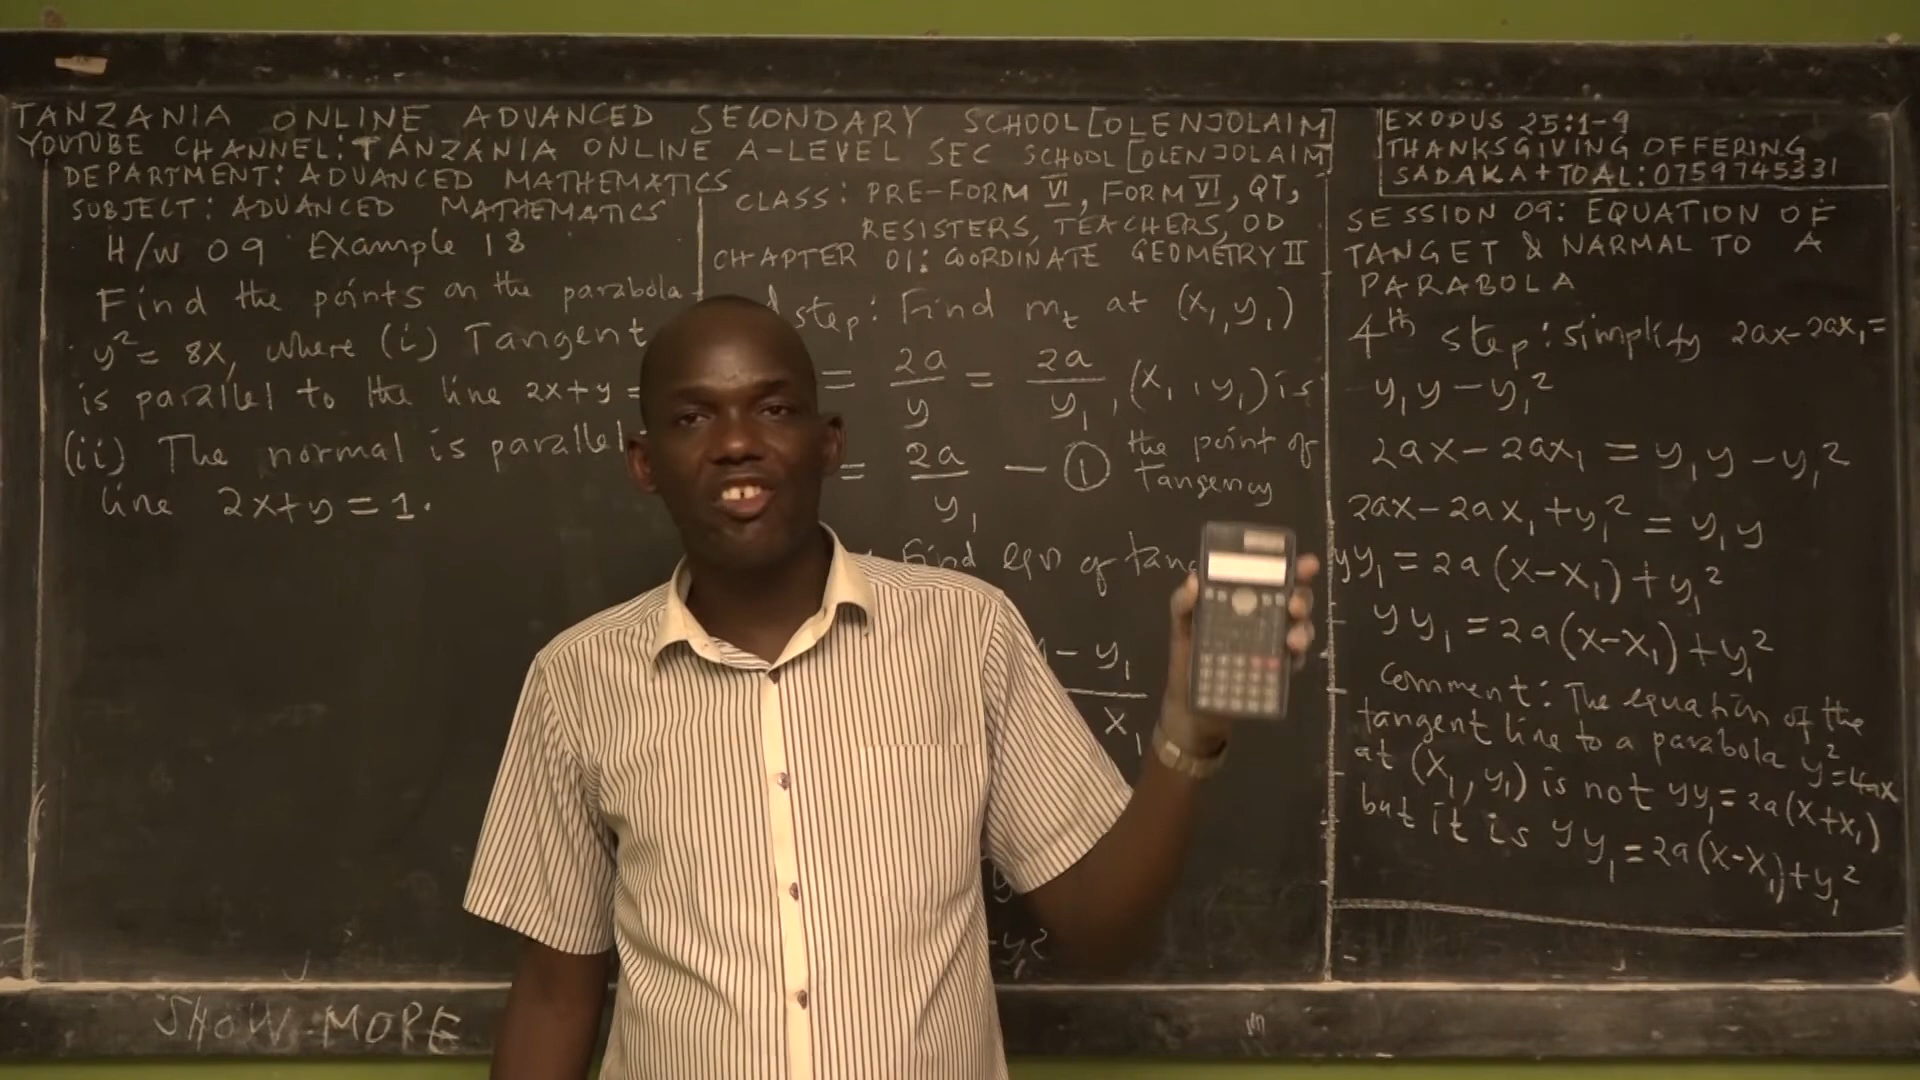 TANZANIA ONLINE ADVANCED SECONDARY SCHOOL [OLENJOLAIM]
YOUTUBE CHANNEL: TANZANIA ONLINE A-LEVEL SEC SCHOOL [OLENJOLAIM]
DEPARTMENT: ADVANCED MATHEMATICS
SUBJECT: ADVANCED MATHEMATICS
H/W 09 Example 18
Find the points on the parabola
y² = 8x, where (i) Tangent
is parallel to the line 2x+y =
(ii) The normal is parallel
line 2x+y = 1.
CLASS: PRE-FORM VI, FORM VI, QT,
RESISTERS, TEACHERS, OD
CHAPTER 01: COORDINATE GEOMETRY II
step: Find mₜ at (x₁, y₁)
= 2a/y = 2a/y₁, (x₁, y₁) is
the point of
= 2a/y₁ — ①
Tangency
Find eqn of
- y₁
x₁
-y₁²
EXODUS 25:1-9
THANKSGIVING OFFERING
SADAKA + TOAL: 0759745331
SESSION 09: EQUATION OF
TANGET & NARMAL TO A
PARABOLA
4th step: simplify 2ax-2ax₁=
y₁y - y₁²
2ax - 2ax₁ = y₁y - y₁²
2ax - 2ax₁ + y₁² = y₁y
yy₁ = 2a(x-x₁) + y₁²
yy₁ = 2a(x-x₁) + y₁²
Comment: The equation of the
tangent line to a parabola y²=4ax
at (x₁, y₁) is not yy₁ = 2a(x+x₁)
but it is yy₁ = 2a(x-x₁)+y₁²
SHOW MORE